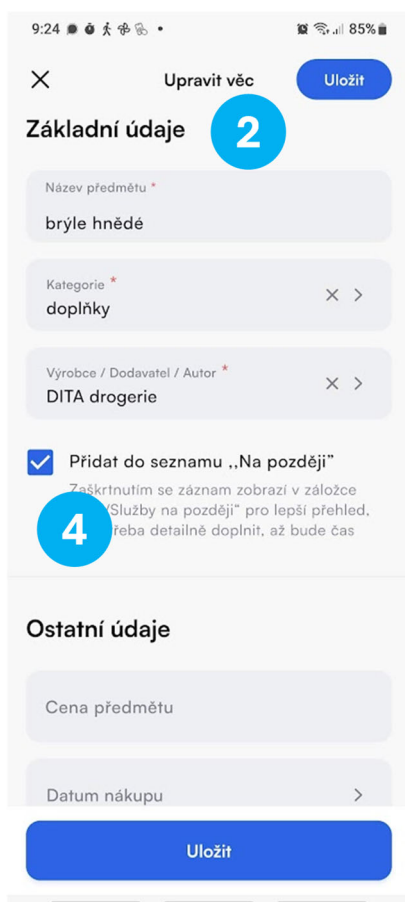 9:24 85%
Upravit věc Uložit
Základní údaje 2
Název předmětu *
brýle hnědé
Kategorie *
doplňky
Výrobce / Dodavatel / Autor *
DITA drogerie
Přidat do seznamu ,,Na později"
Zaškrtnutím se záznam zobrazí v záložce
/Služby na později" pro lepší přehled,
4 řeba detailně doplnit, až bude čas
Ostatní údaje
Cena předmětu
Datum nákupu
Uložit